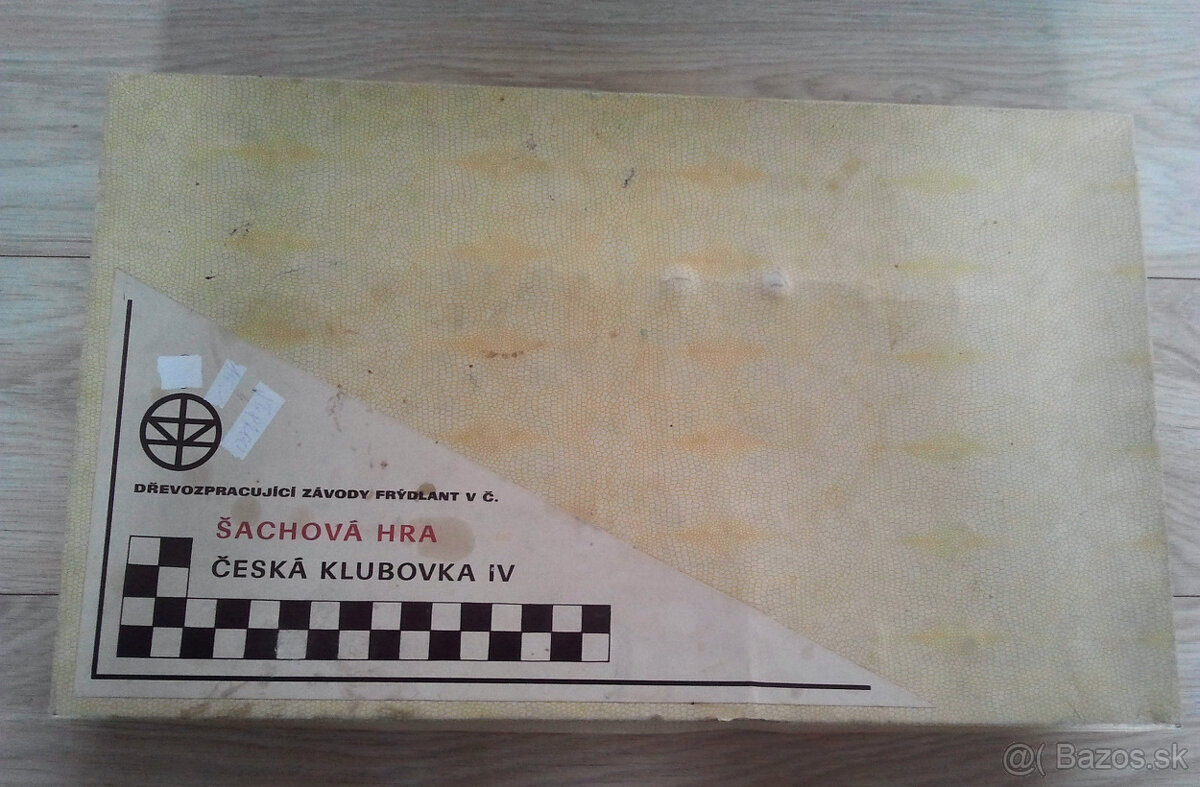 DŘEVOZPRACUJÍCÍ ZÁVODY FRÝDLANT V Č.
ŠACHOVÁ HRA
ČESKÁ KLUBOVKA iV
@( Bazos.sk